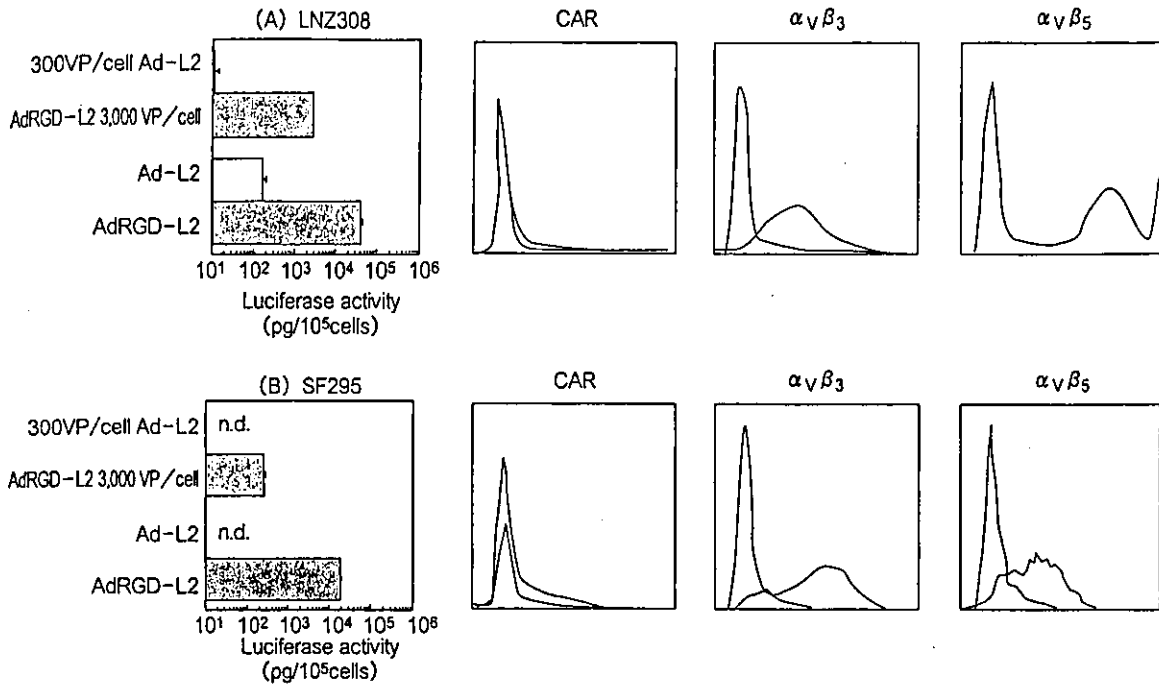 (A) LNZ308
CAR
αVβ3
αVβ5
300VP/cell Ad-L2
AdRGD-L2 3,000 VP/cell
Ad-L2
AdRGD-L2
10¹ 10² 10³ 10⁴ 10⁵ 10⁶
Luciferase activity
(pg/10⁵cells)
(B) SF295
CAR
αVβ3
αVβ5
300VP/cell Ad-L2
n.d.
AdRGD-L2 3,000 VP/cell
Ad-L2
n.d.
AdRGD-L2
10¹ 10² 10³ 10⁴ 10⁵ 10⁶
Luciferase activity
(pg/10⁵cells)